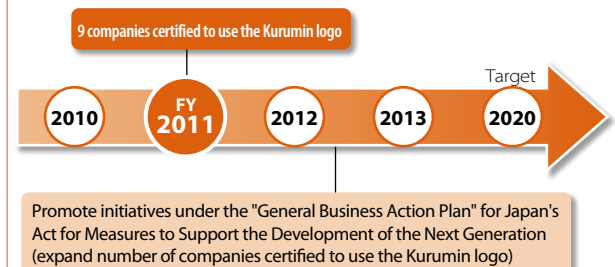 9 companies certified to use the Kurumin logo
Target
2010
FY
2011
2012
2013
2020
Promote initiatives under the "General Business Action Plan" for Japan's
Act for Measures to Support the Development of the Next Generation
(expand number of companies certified to use the Kurumin logo)